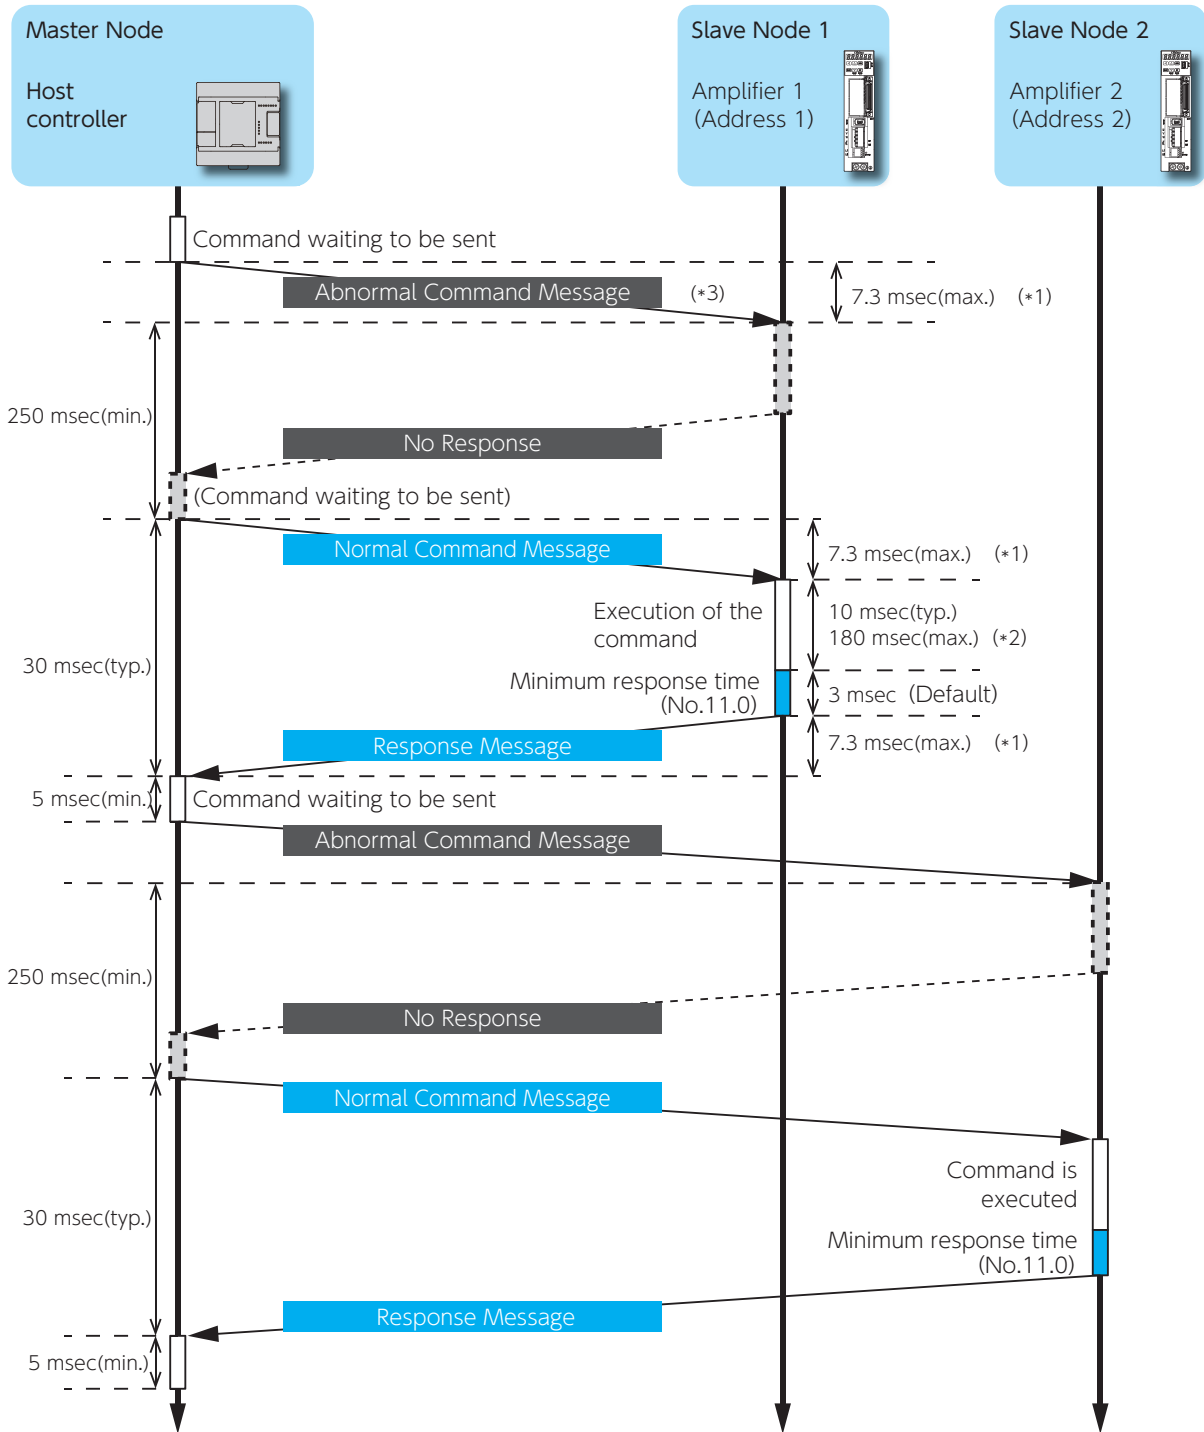 Master Node
Host
controller
Slave Node 1
Amplifier 1
(Address 1)
Slave Node 2
Amplifier 2
(Address 2)
Command waiting to be sent
Abnormal Command Message
(*3)
7.3 msec(max.) (*1)
250 msec(min.)
No Response
(Command waiting to be sent)
Normal Command Message
7.3 msec(max.) (*1)
Execution of the
command
10 msec(typ.)
180 msec(max.) (*2)
30 msec(typ.)
Minimum response time
(No.11.0)
3 msec (Default)
Response Message
7.3 msec(max.) (*1)
5 msec(min.)
Command waiting to be sent
Abnormal Command Message
250 msec(min.)
No Response
Normal Command Message
Command is
executed
30 msec(typ.)
Minimum response time
(No.11.0)
Response Message
5 msec(min.)